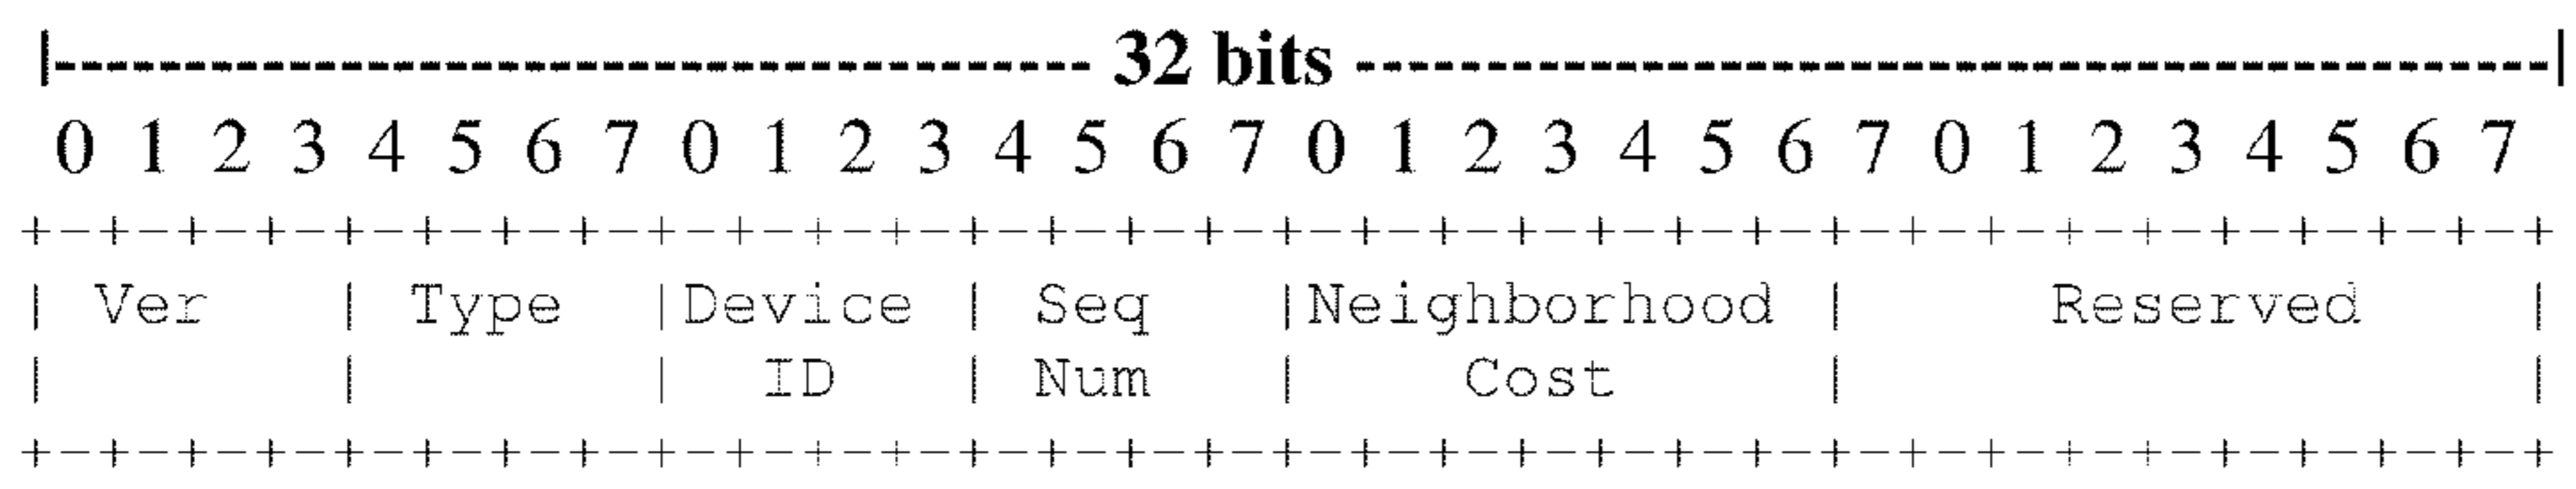 |------------------------------------------ 32 bits ------------------------------------------------|
0 1 2 3 4 5 6 7 0 1 2 3 4 5 6 7 0 1 2 3 4 5 6 7 0 1 2 3 4 5 6 7
+-+-+-+-+-+-+-+-+-+-+-+-+-+-+-+-+-+-+-+-+-+-+-+-+-+-+-+-+-+-+-+-+
| Ver | Type |Device | Seq |Neighborhood | Reserved |
| | | ID | Num | Cost | |
+-+-+-+-+-+-+-+-+-+-+-+-+-+-+-+-+-+-+-+-+-+-+-+-+-+-+-+-+-+-+-+-+